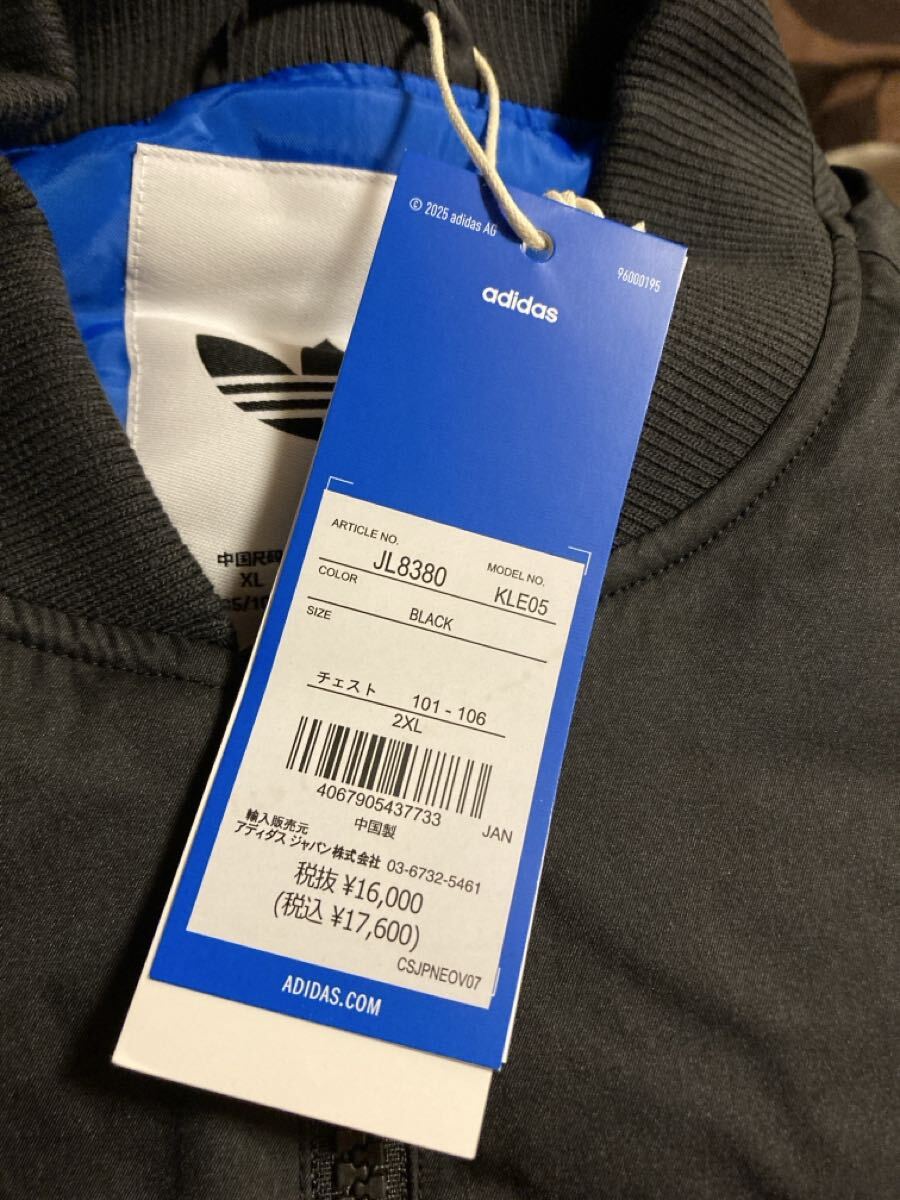 © 2025 adidas AG
96000195
adidas
ARTICLE NO.
JL8380
MODEL NO.
KLE05
COLOR
BLACK
SIZE
チェスト 101 - 106
2XL
4067905437733
中国製
JAN
輸入販売元
アディダス ジャパン株式会社 03-6732-5461
税抜 ¥16,000
(税込 ¥17,600)
CSJPNEOV07
ADIDAS.COM
中国尺码
XL